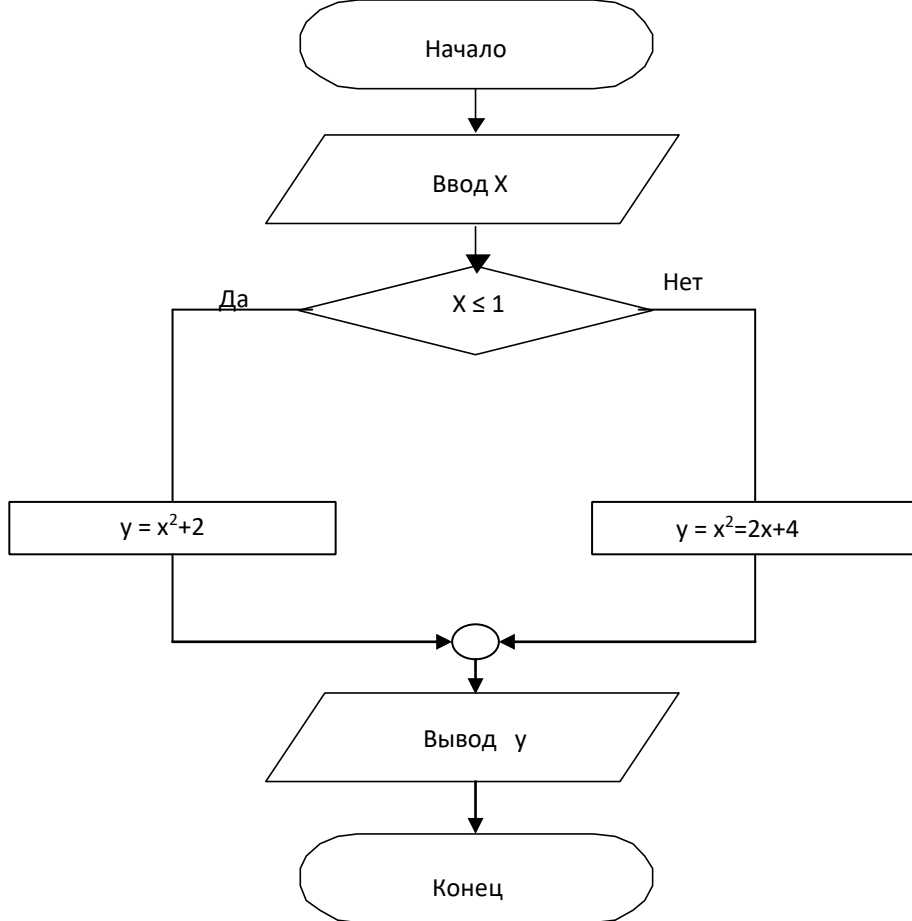 Начало
Ввод X
Да
X ≤ 1
Нет
y = x²+2
y = x²=2x+4
Вывод y
Конец